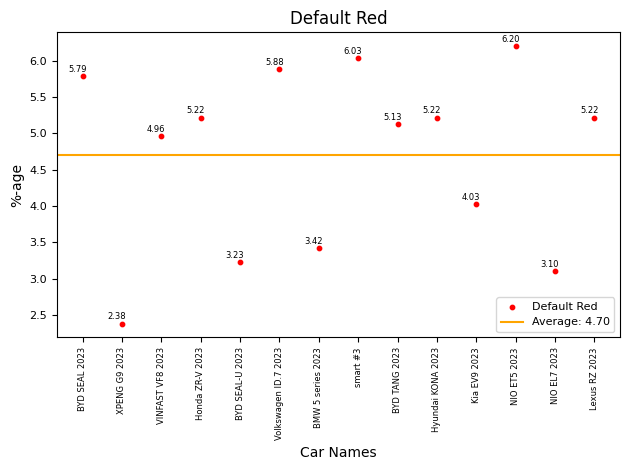 Default Red
%-age
6.0
5.5
5.0
4.5
4.0
3.5
3.0
2.5
5.79
2.38
4.96
5.22
3.23
5.88
3.42
6.03
5.13
5.22
4.03
6.20
3.10
5.22
Default Red
Average: 4.70
BYD SEAL 2023
XPENG G9 2023
VINFAST VF8 2023
Honda ZR-V 2023
BYD SEAL-U 2023
Volkswagen ID.7 2023
BMW 5 series 2023
smart #3
BYD TANG 2023
Hyundai KONA 2023
Kia EV9 2023
NIO ET5 2023
NIO EL7 2023
Lexus RZ 2023
Car Names